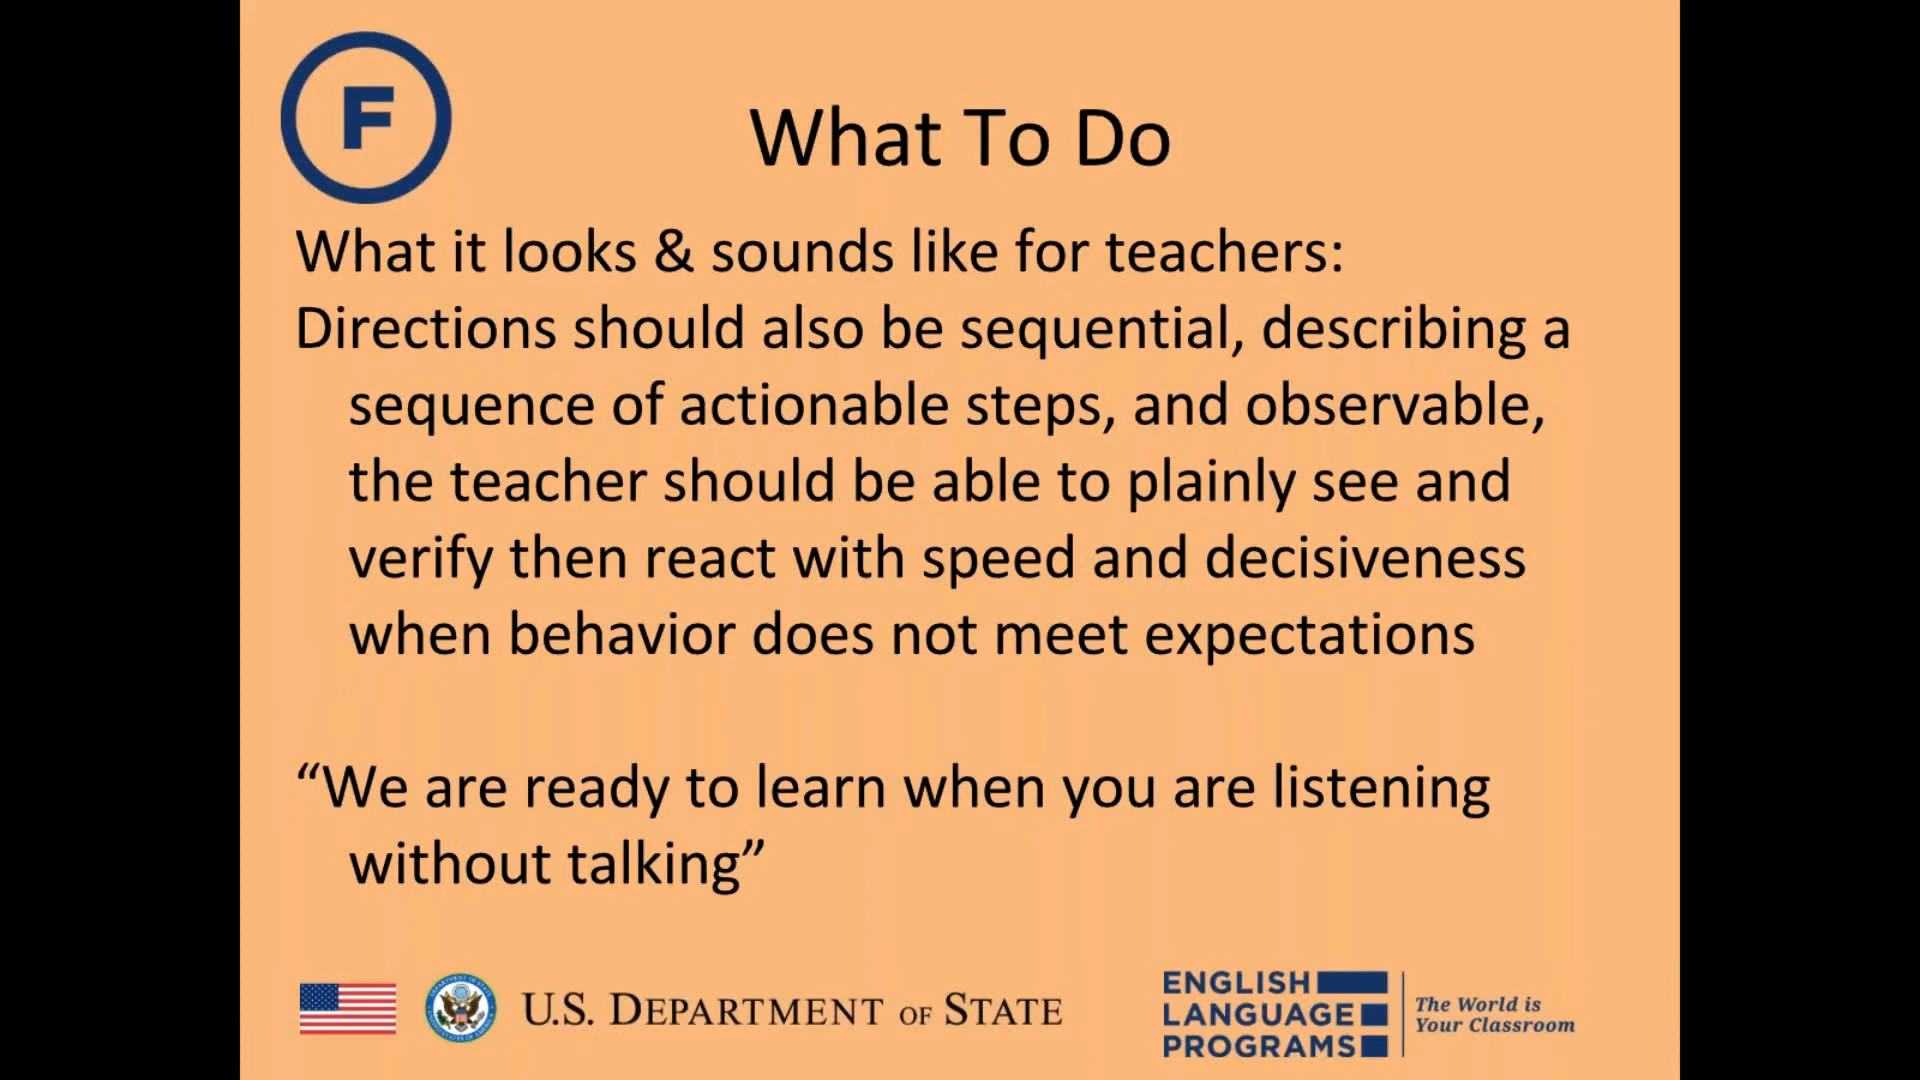 F
What To Do
What it looks & sounds like for teachers:
Directions should also be sequential, describing a
sequence of actionable steps, and observable,
the teacher should be able to plainly see and
verify then react with speed and decisiveness
when behavior does not meet expectations
“We are ready to learn when you are listening
without talking”
U.S. DEPARTMENT OF STATE
ENGLISH
LANGUAGE
PROGRAMS
The World is
Your Classroom